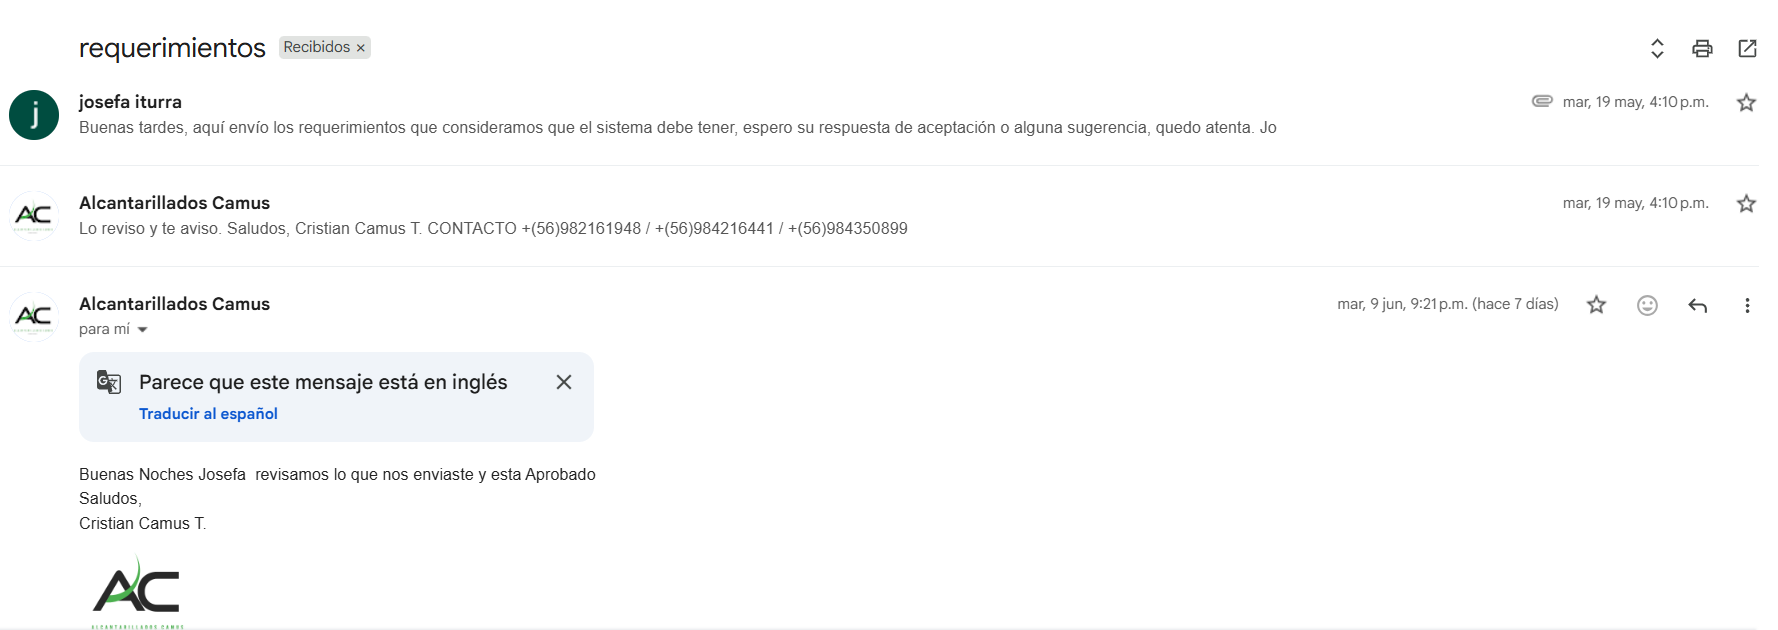 requerimientos Recibidos ×
josefa iturra mar, 19 may, 4:10 p.m.
j
Buenas tardes, aquí envío los requerimientos que consideramos que el sistema debe tener, espero su respuesta de aceptación o alguna sugerencia, quedo atenta. Jo
Alcantarillados Camus mar, 19 may, 4:10 p.m.
AC
Lo reviso y te aviso. Saludos, Cristian Camus T. CONTACTO +(56)982161948 / +(56)984216441 / +(56)984350899
Alcantarillados Camus mar, 9 jun, 9:21 p.m. (hace 7 días)
AC
para mí
Parece que este mensaje está en inglés
Traducir al español
Buenas Noches Josefa  revisamos lo que nos enviaste y esta Aprobado
Saludos,
Cristian Camus T.
AC
ALCANTARILLADOS CAMUS